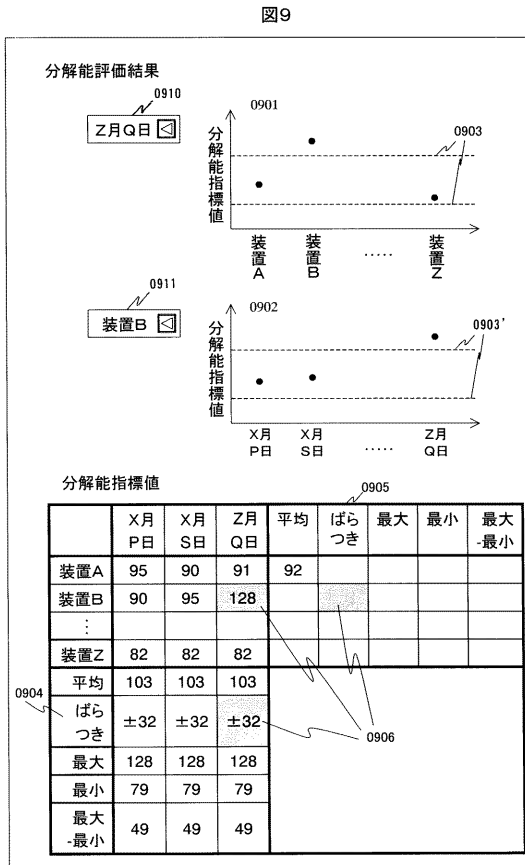 図9
分解能評価結果
0910
Z月Q日
0901
0903
分解能指標値
装置A
装置B
.....
装置Z
0911
装置B
0902
0903'
分解能指標値
X月P日
X月S日
.....
Z月Q日
分解能指標値
0905
X月P日 X月S日 Z月Q日 平均 ばらつき 最大 最小 最大-最小
装置A 95 90 91 92
装置B 90 95 128
⋮
装置Z 82 82 82
平均 103 103 103
0904
ばらつき ±32 ±32 ±32
0906
最大 128 128 128
最小 79 79 79
最大-最小 49 49 49